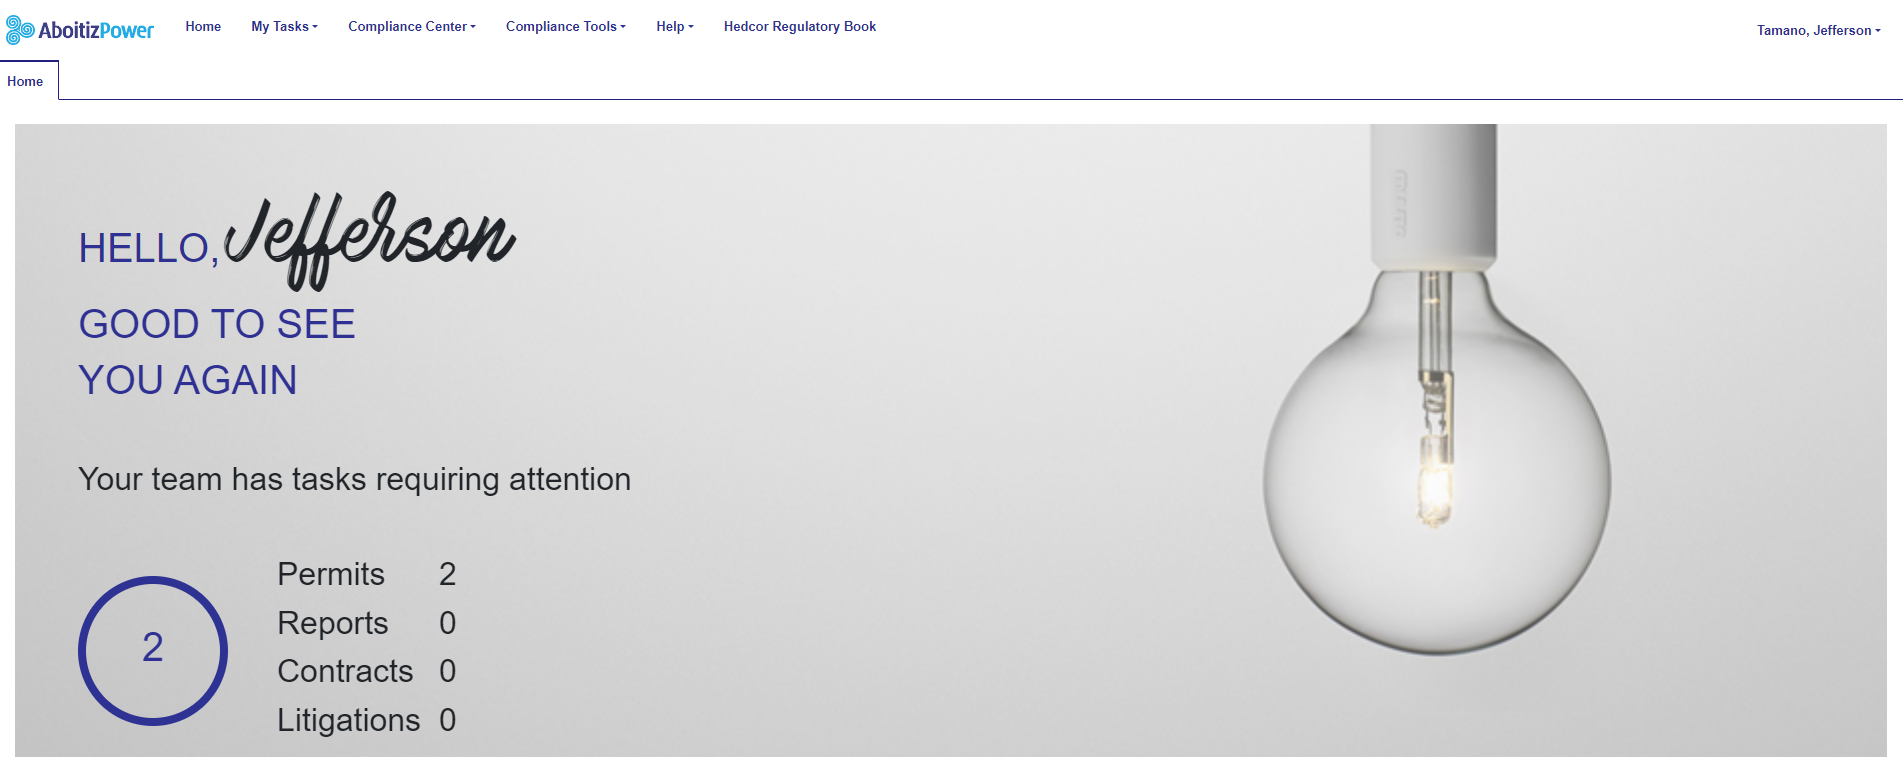 AboitizPower
Home
My Tasks
Compliance Center
Compliance Tools
Help
Hedcor Regulatory Book
Tamano, Jefferson
Home
HELLO, Jefferson
GOOD TO SEE
YOU AGAIN
Your team has tasks requiring attention
2
Permits 2
Reports 0
Contracts 0
Litigations 0